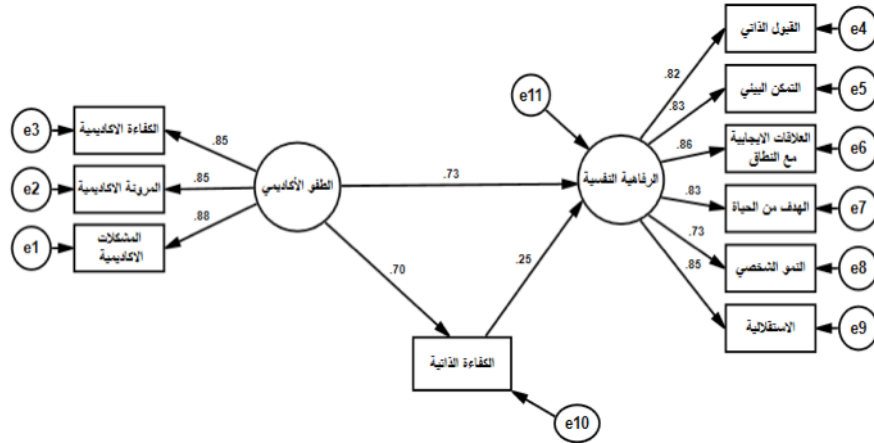 القبول الذاتي
e4
.82
التمكن البيئي
e5
.83
e11
العلاقات الايجابية
مع النطاق
e6
.86
e3
الكفاءة الاكاديمية
.85
الرفاهية النفسية
الطفو الأكاديمي
.73
e2
المرونة الاكاديمية
.85
الهدف من الحياة
e7
.83
e1
المشكلات
الاكاديمية
.88
النمو الشخصي
e8
.73
.70
.25
الاستقلالية
e9
.85
الكفاءة الذاتية
e10